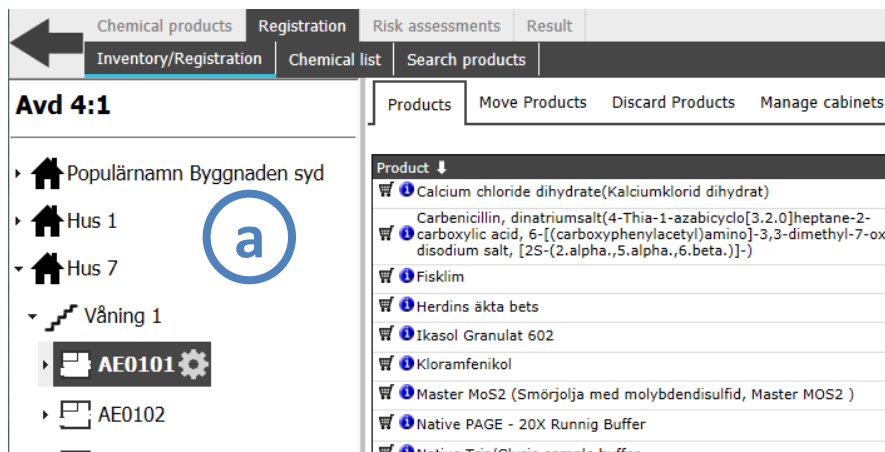 Chemical products Registration Risk assessments Result
Inventory/Registration Chemical list Search products
Avd 4:1
Products Move Products Discard Products Manage cabinets
Populärnamn Byggnaden syd
Hus 1
Hus 7
Våning 1
AE0101
AE0102
a
Product
Calcium chloride dihydrate(Kalciumklorid dihydrat)
Carbenicillin, dinatriumsalt(4-Thia-1-azabicyclo[3.2.0]heptane-2-
carboxylic acid, 6-[(carboxyphenylacetyl)amino]-3,3-dimethyl-7-ox
disodium salt, [2S-(2.alpha.,5.alpha.,6.beta.)]-)
Fisklim
Herdins äkta bets
Ikasol Granulat 602
Kloramfenikol
Master MoS2 (Smörjolja med molybdendisulfid, Master MOS2 )
Native PAGE - 20X Runnig Buffer